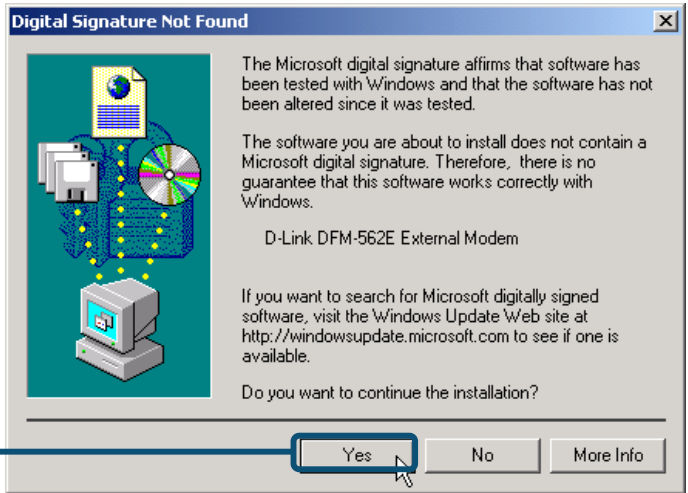 Digital Signature Not Found
The Microsoft digital signature affirms that software has
been tested with Windows and that the software has not
been altered since it was tested.
The software you are about to install does not contain a
Microsoft digital signature. Therefore, there is no
guarantee that this software works correctly with
Windows.
D-Link DFM-562E External Modem
If you want to search for Microsoft digitally signed
software, visit the Windows Update Web site at
http://windowsupdate.microsoft.com to see if one is
available.
Do you want to continue the installation?
Yes No More Info